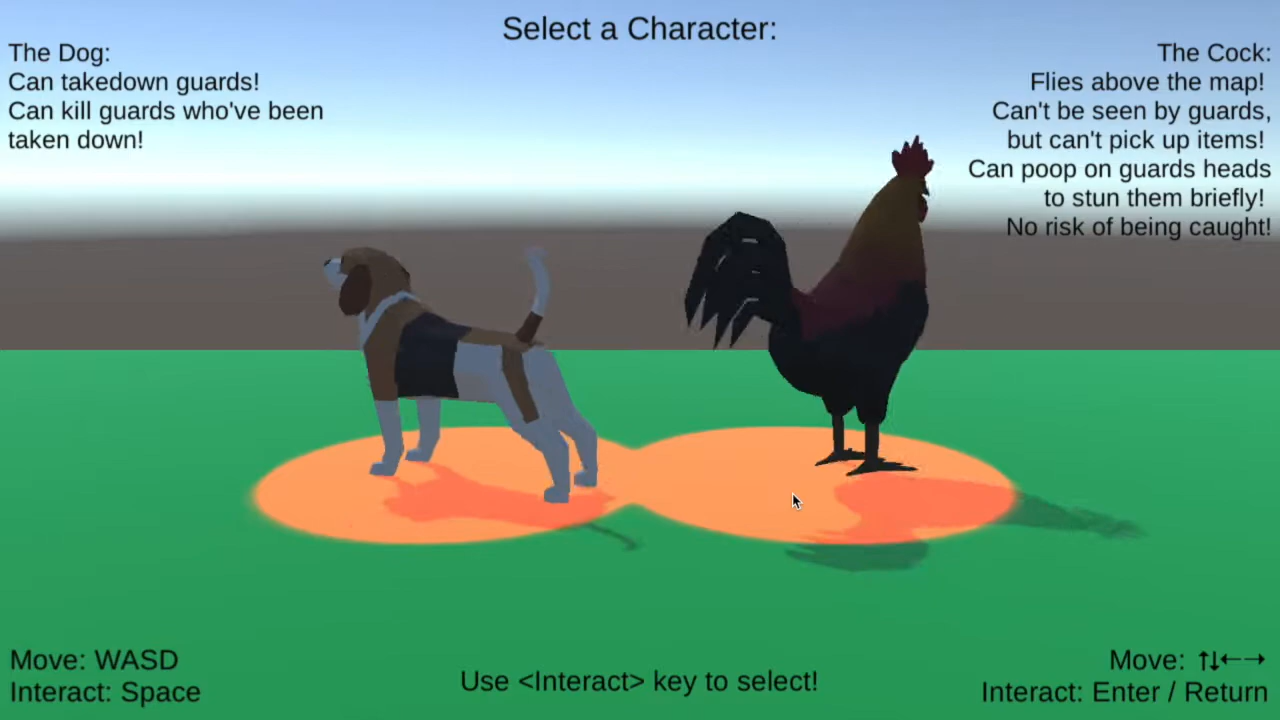 Select a Character:
The Dog:
Can takedown guards!
Can kill guards who've been
taken down!
The Cock:
Flies above the map!
Can't be seen by guards,
but can't pick up items!
Can poop on guards heads
to stun them briefly!
No risk of being caught!
Move: WASD
Interact: Space
Use <Interact> key to select!
Move: ↑↓←→
Interact: Enter / Return